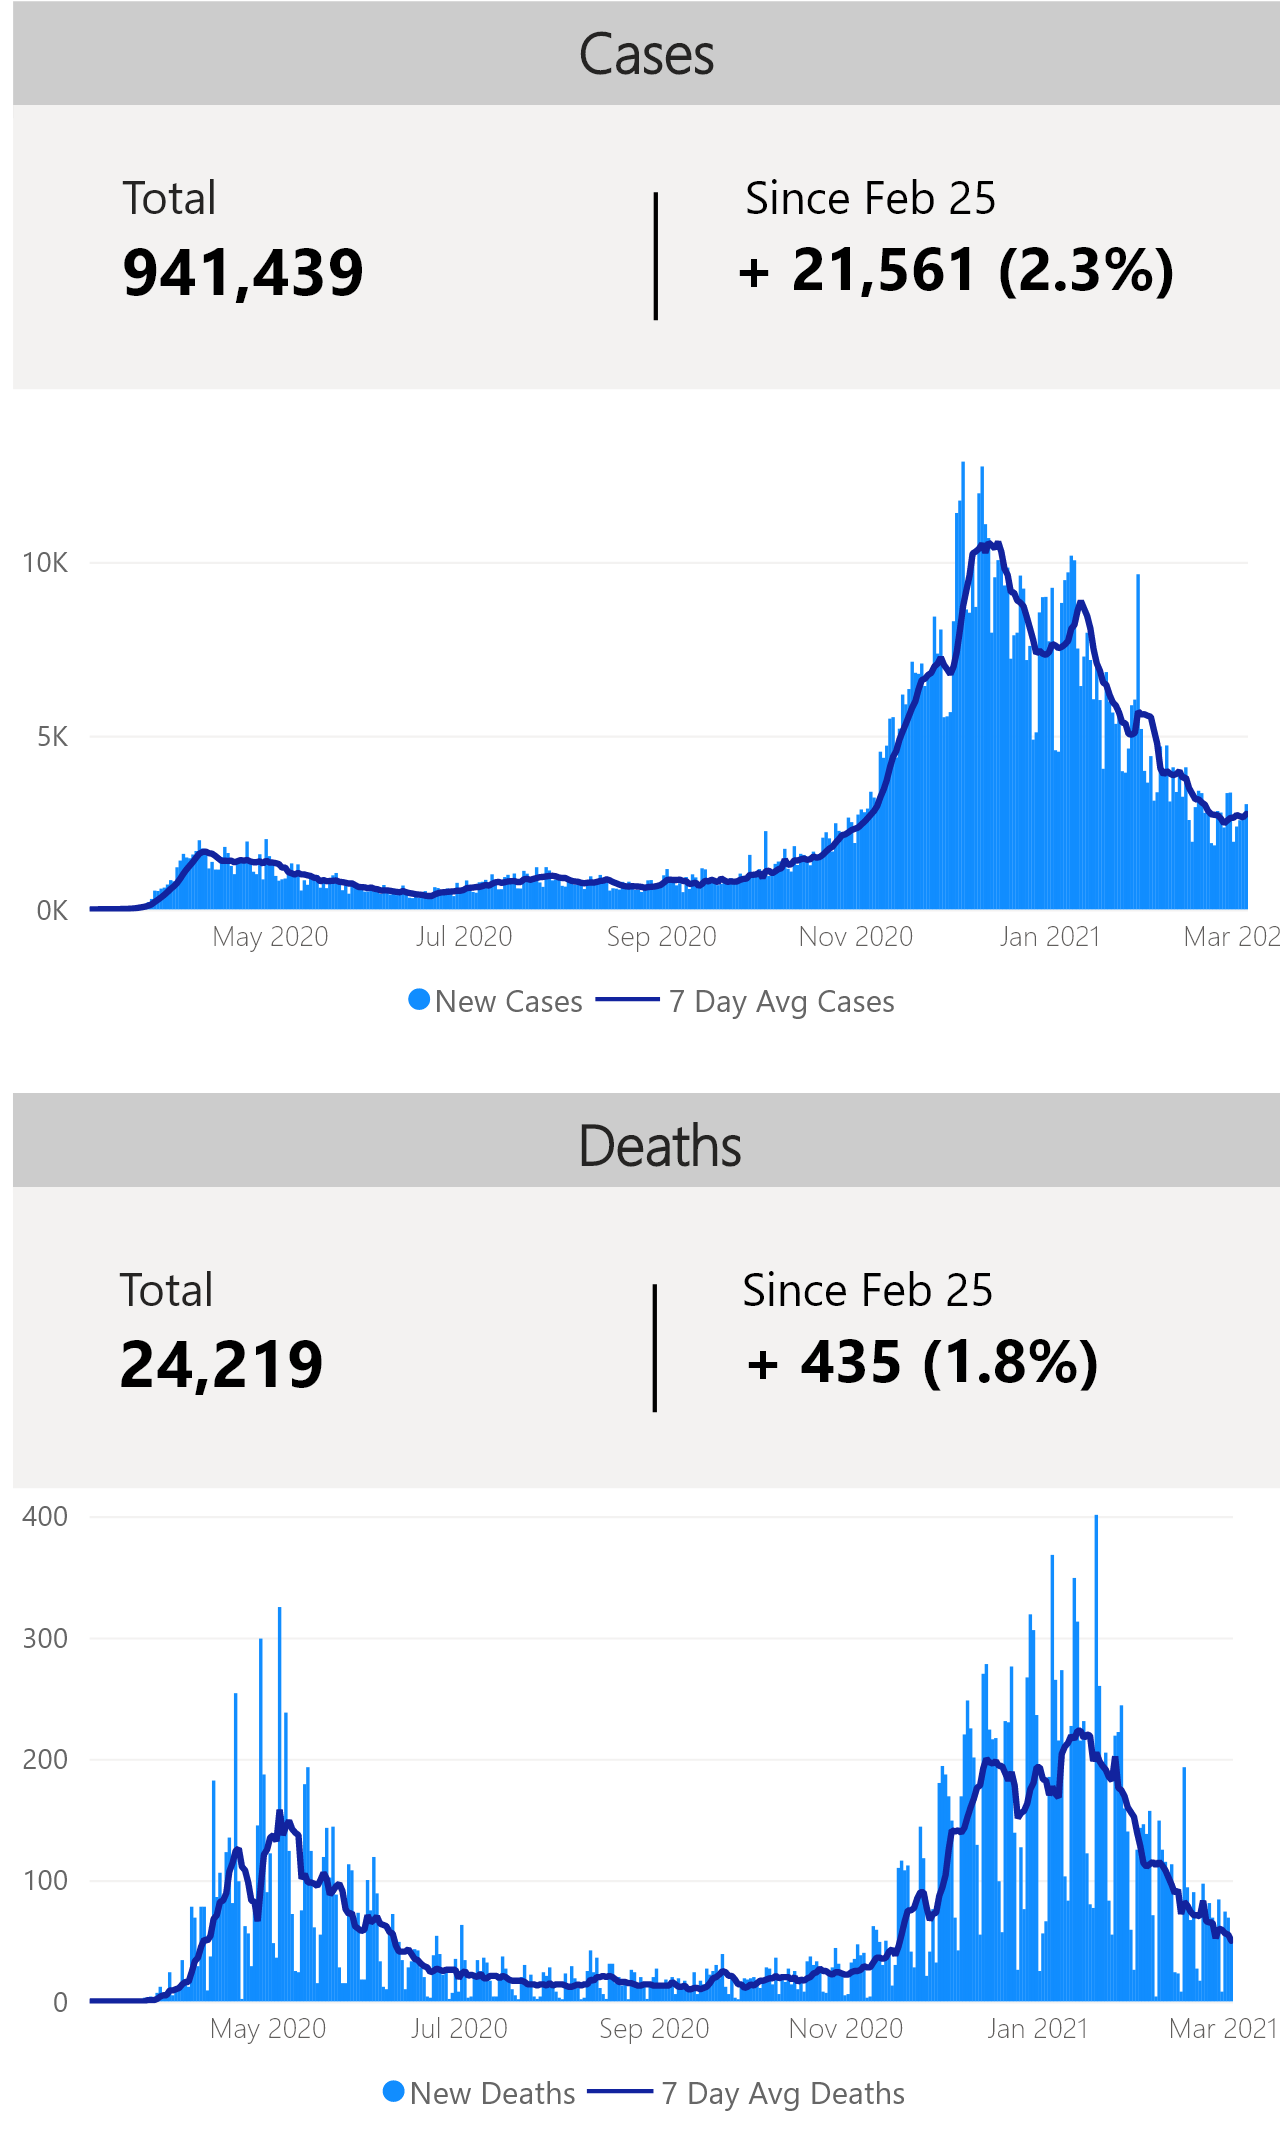 Cases
Total
941,439
Since Feb 25
+ 21,561 (2.3%)
10K
5K
0K
May 2020 Jul 2020 Sep 2020 Nov 2020 Jan 2021 Mar 202
New Cases 7 Day Avg Cases
Deaths
Total
24,219
Since Feb 25
+ 435 (1.8%)
400
300
200
100
0
May 2020 Jul 2020 Sep 2020 Nov 2020 Jan 2021 Mar 2021
New Deaths 7 Day Avg Deaths